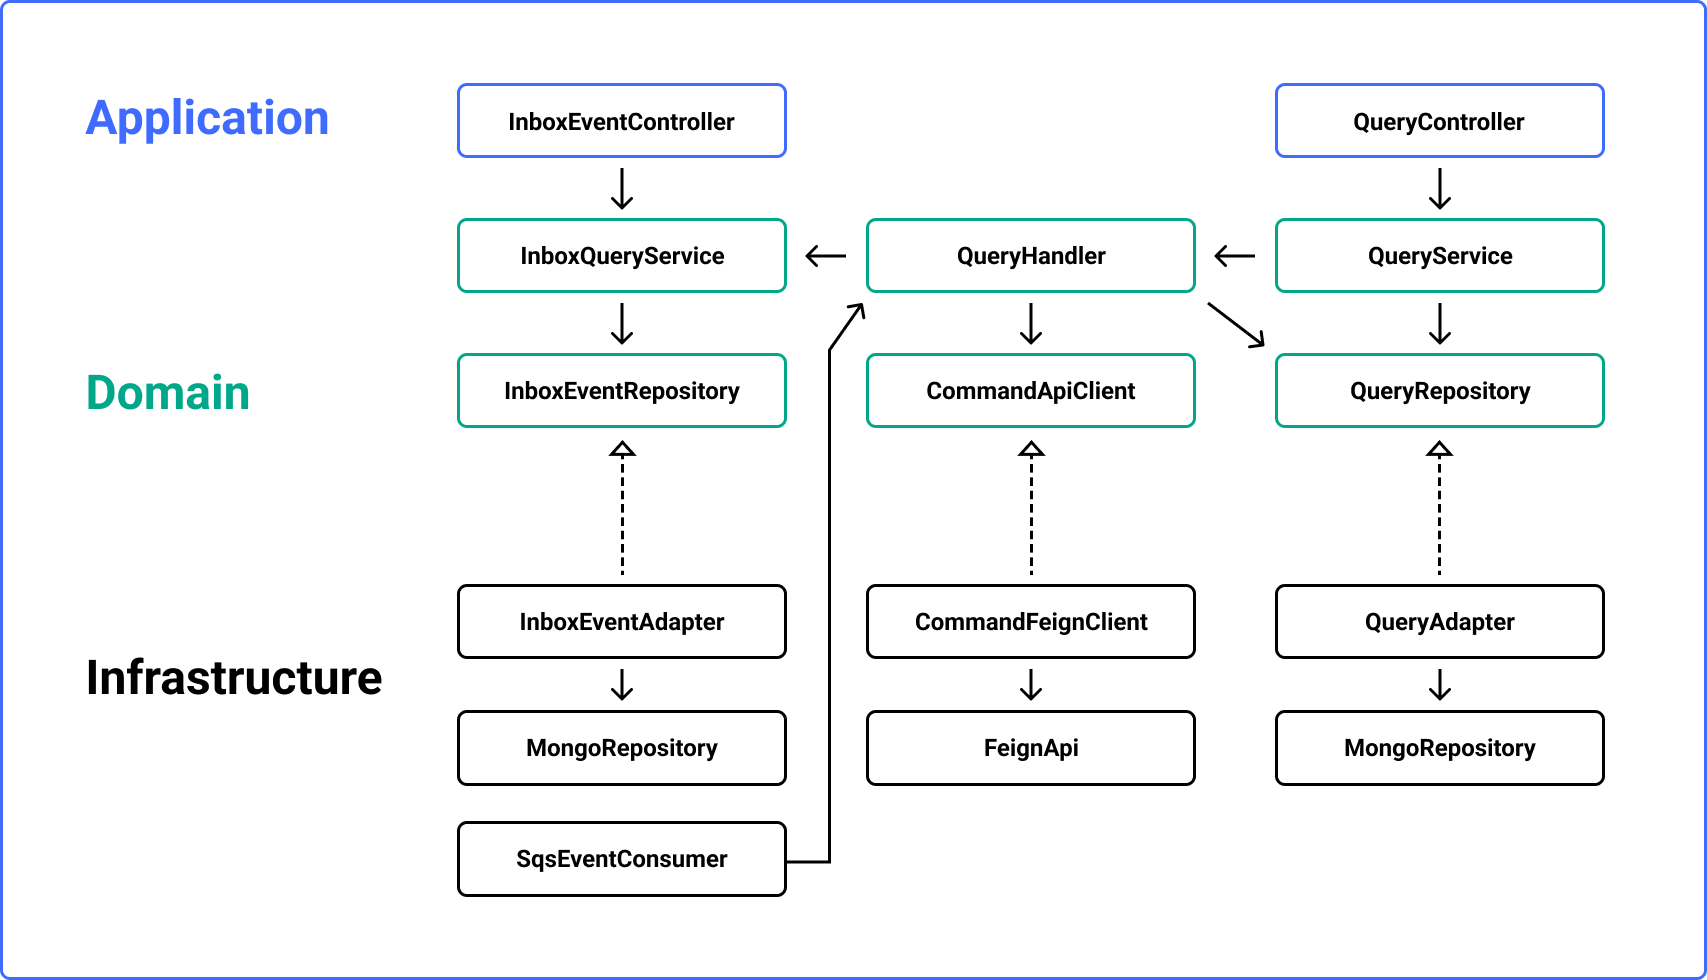 Application
InboxEventController
QueryController
InboxQueryService
QueryHandler
QueryService
Domain
InboxEventRepository
CommandApiClient
QueryRepository
Infrastructure
InboxEventAdapter
CommandFeignClient
QueryAdapter
MongoRepository
FeignApi
MongoRepository
SqsEventConsumer